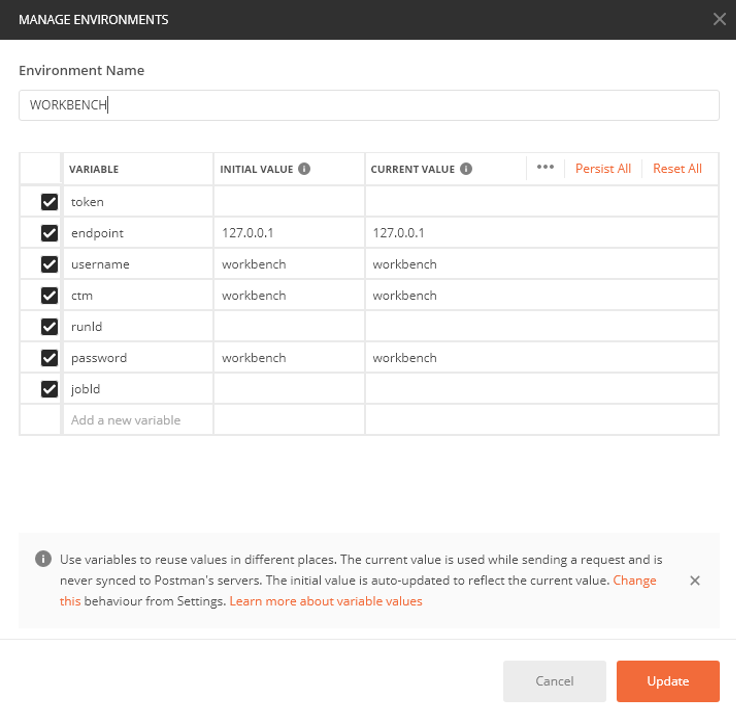 MANAGE ENVIRONMENTS
Environment Name
WORKBENCH
VARIABLE INITIAL VALUE CURRENT VALUE ••• Persist All Reset All
token
endpoint 127.0.0.1 127.0.0.1
username workbench workbench
ctm workbench workbench
runId
password workbench workbench
jobId
Add a new variable
Use variables to reuse values in different places. The current value is used while sending a request and is
never synced to Postman's servers. The initial value is auto-updated to reflect the current value. Change
this behaviour from Settings. Learn more about variable values
Cancel Update